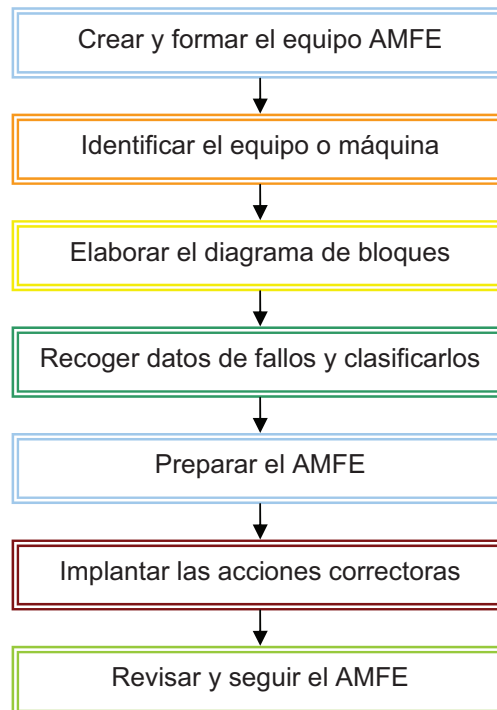 Crear y formar el equipo AMFE
Identificar el equipo o máquina
Elaborar el diagrama de bloques
Recoger datos de fallos y clasificarlos
Preparar el AMFE
Implantar las acciones correctoras
Revisar y seguir el AMFE